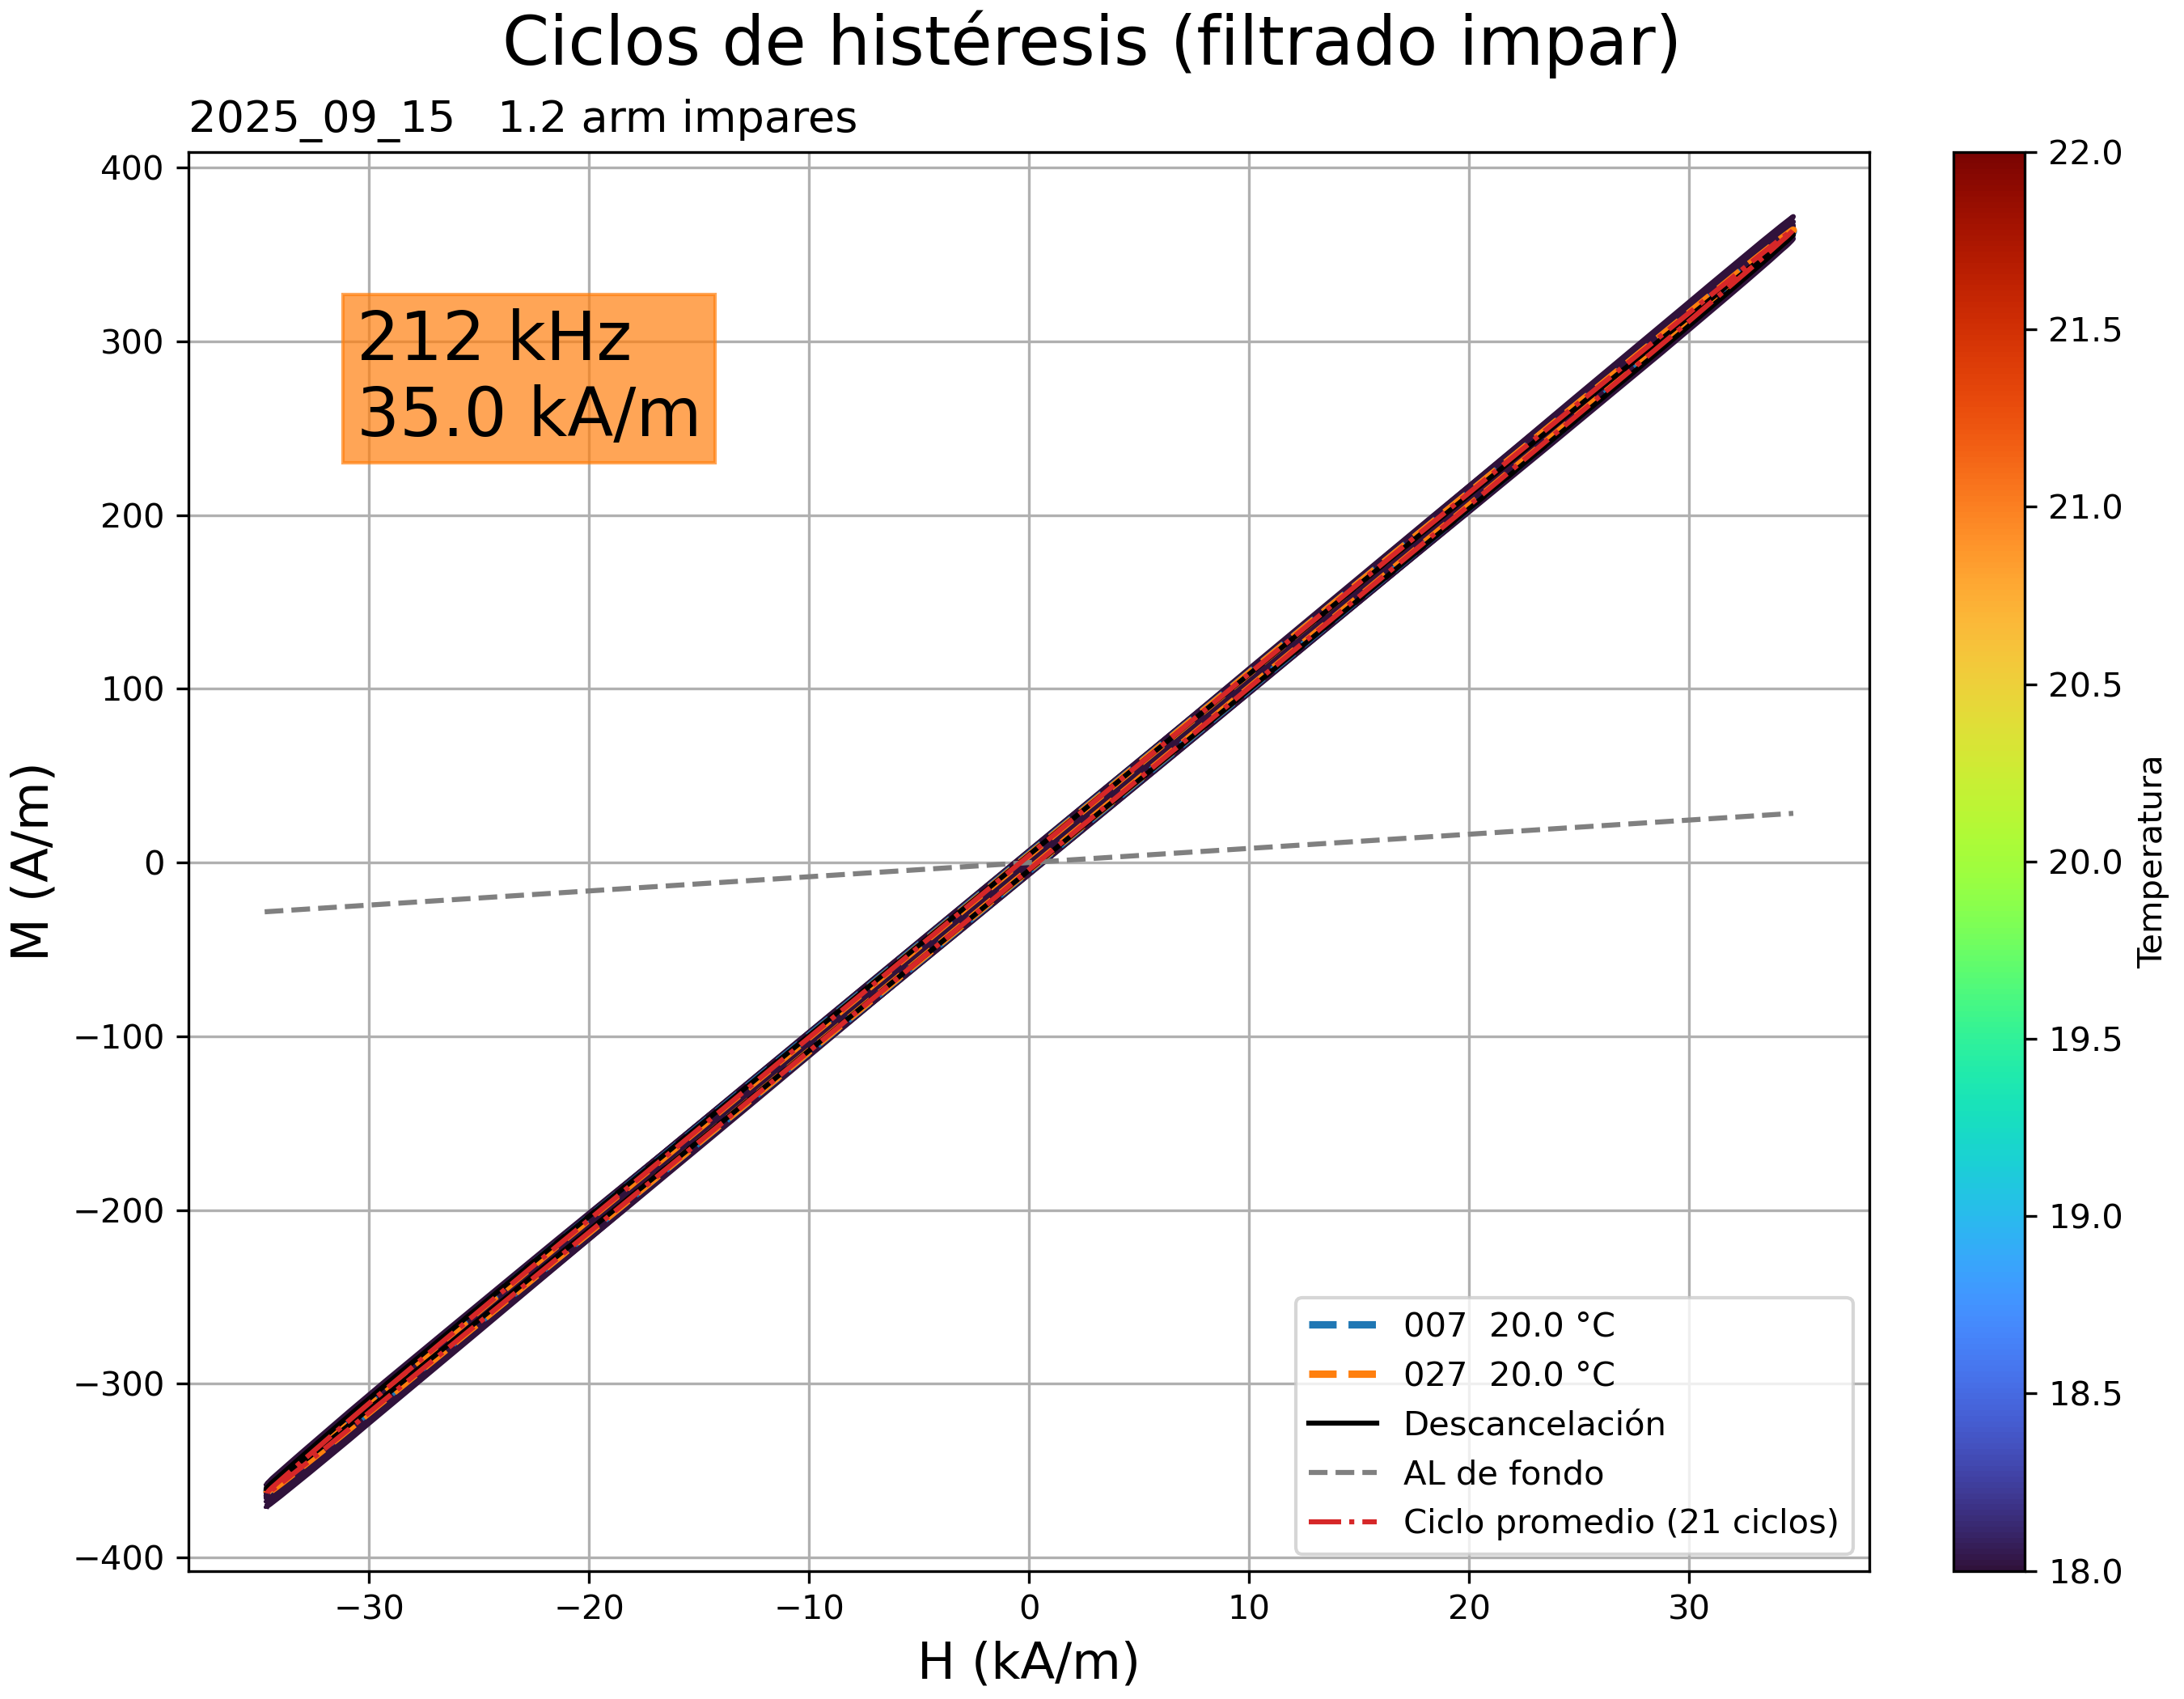 Ciclos de histéresis (filtrado impar)
2025_09_15   1.2 arm impares
400
300
200
100
0
−100
−200
−300
−400
M (A/m)
212 kHz
35.0 kA/m
007  20.0 °C
027  20.0 °C
Descancelación
AL de fondo
Ciclo promedio (21 ciclos)
−30
−20
−10
0
10
20
30
H (kA/m)
22.0
21.5
21.0
20.5
20.0
19.5
19.0
18.5
18.0
Temperatura